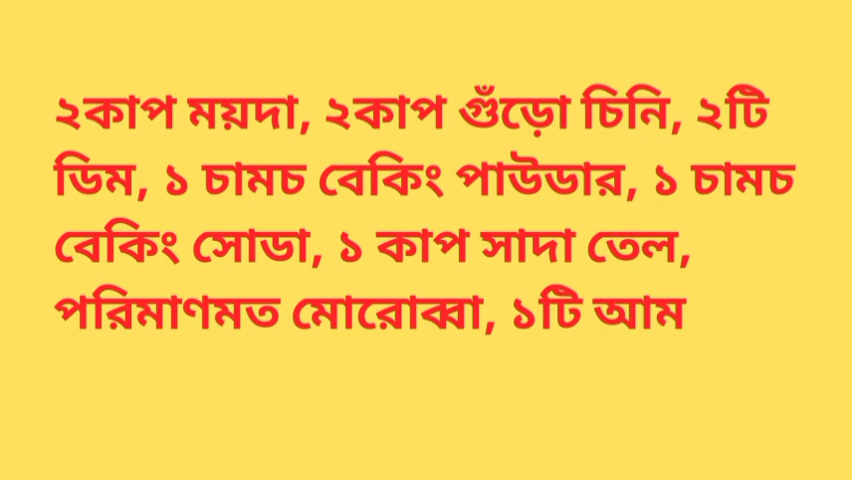 ২কাপ ময়দা, ২কাপ গুঁড়ো চিনি, ২টি
ডিম, ১ চামচ বেকিং পাউডার, ১ চামচ
বেকিং সোডা, ১ কাপ সাদা তেল,
পরিমাণমত মোরোব্বা, ১টি আম